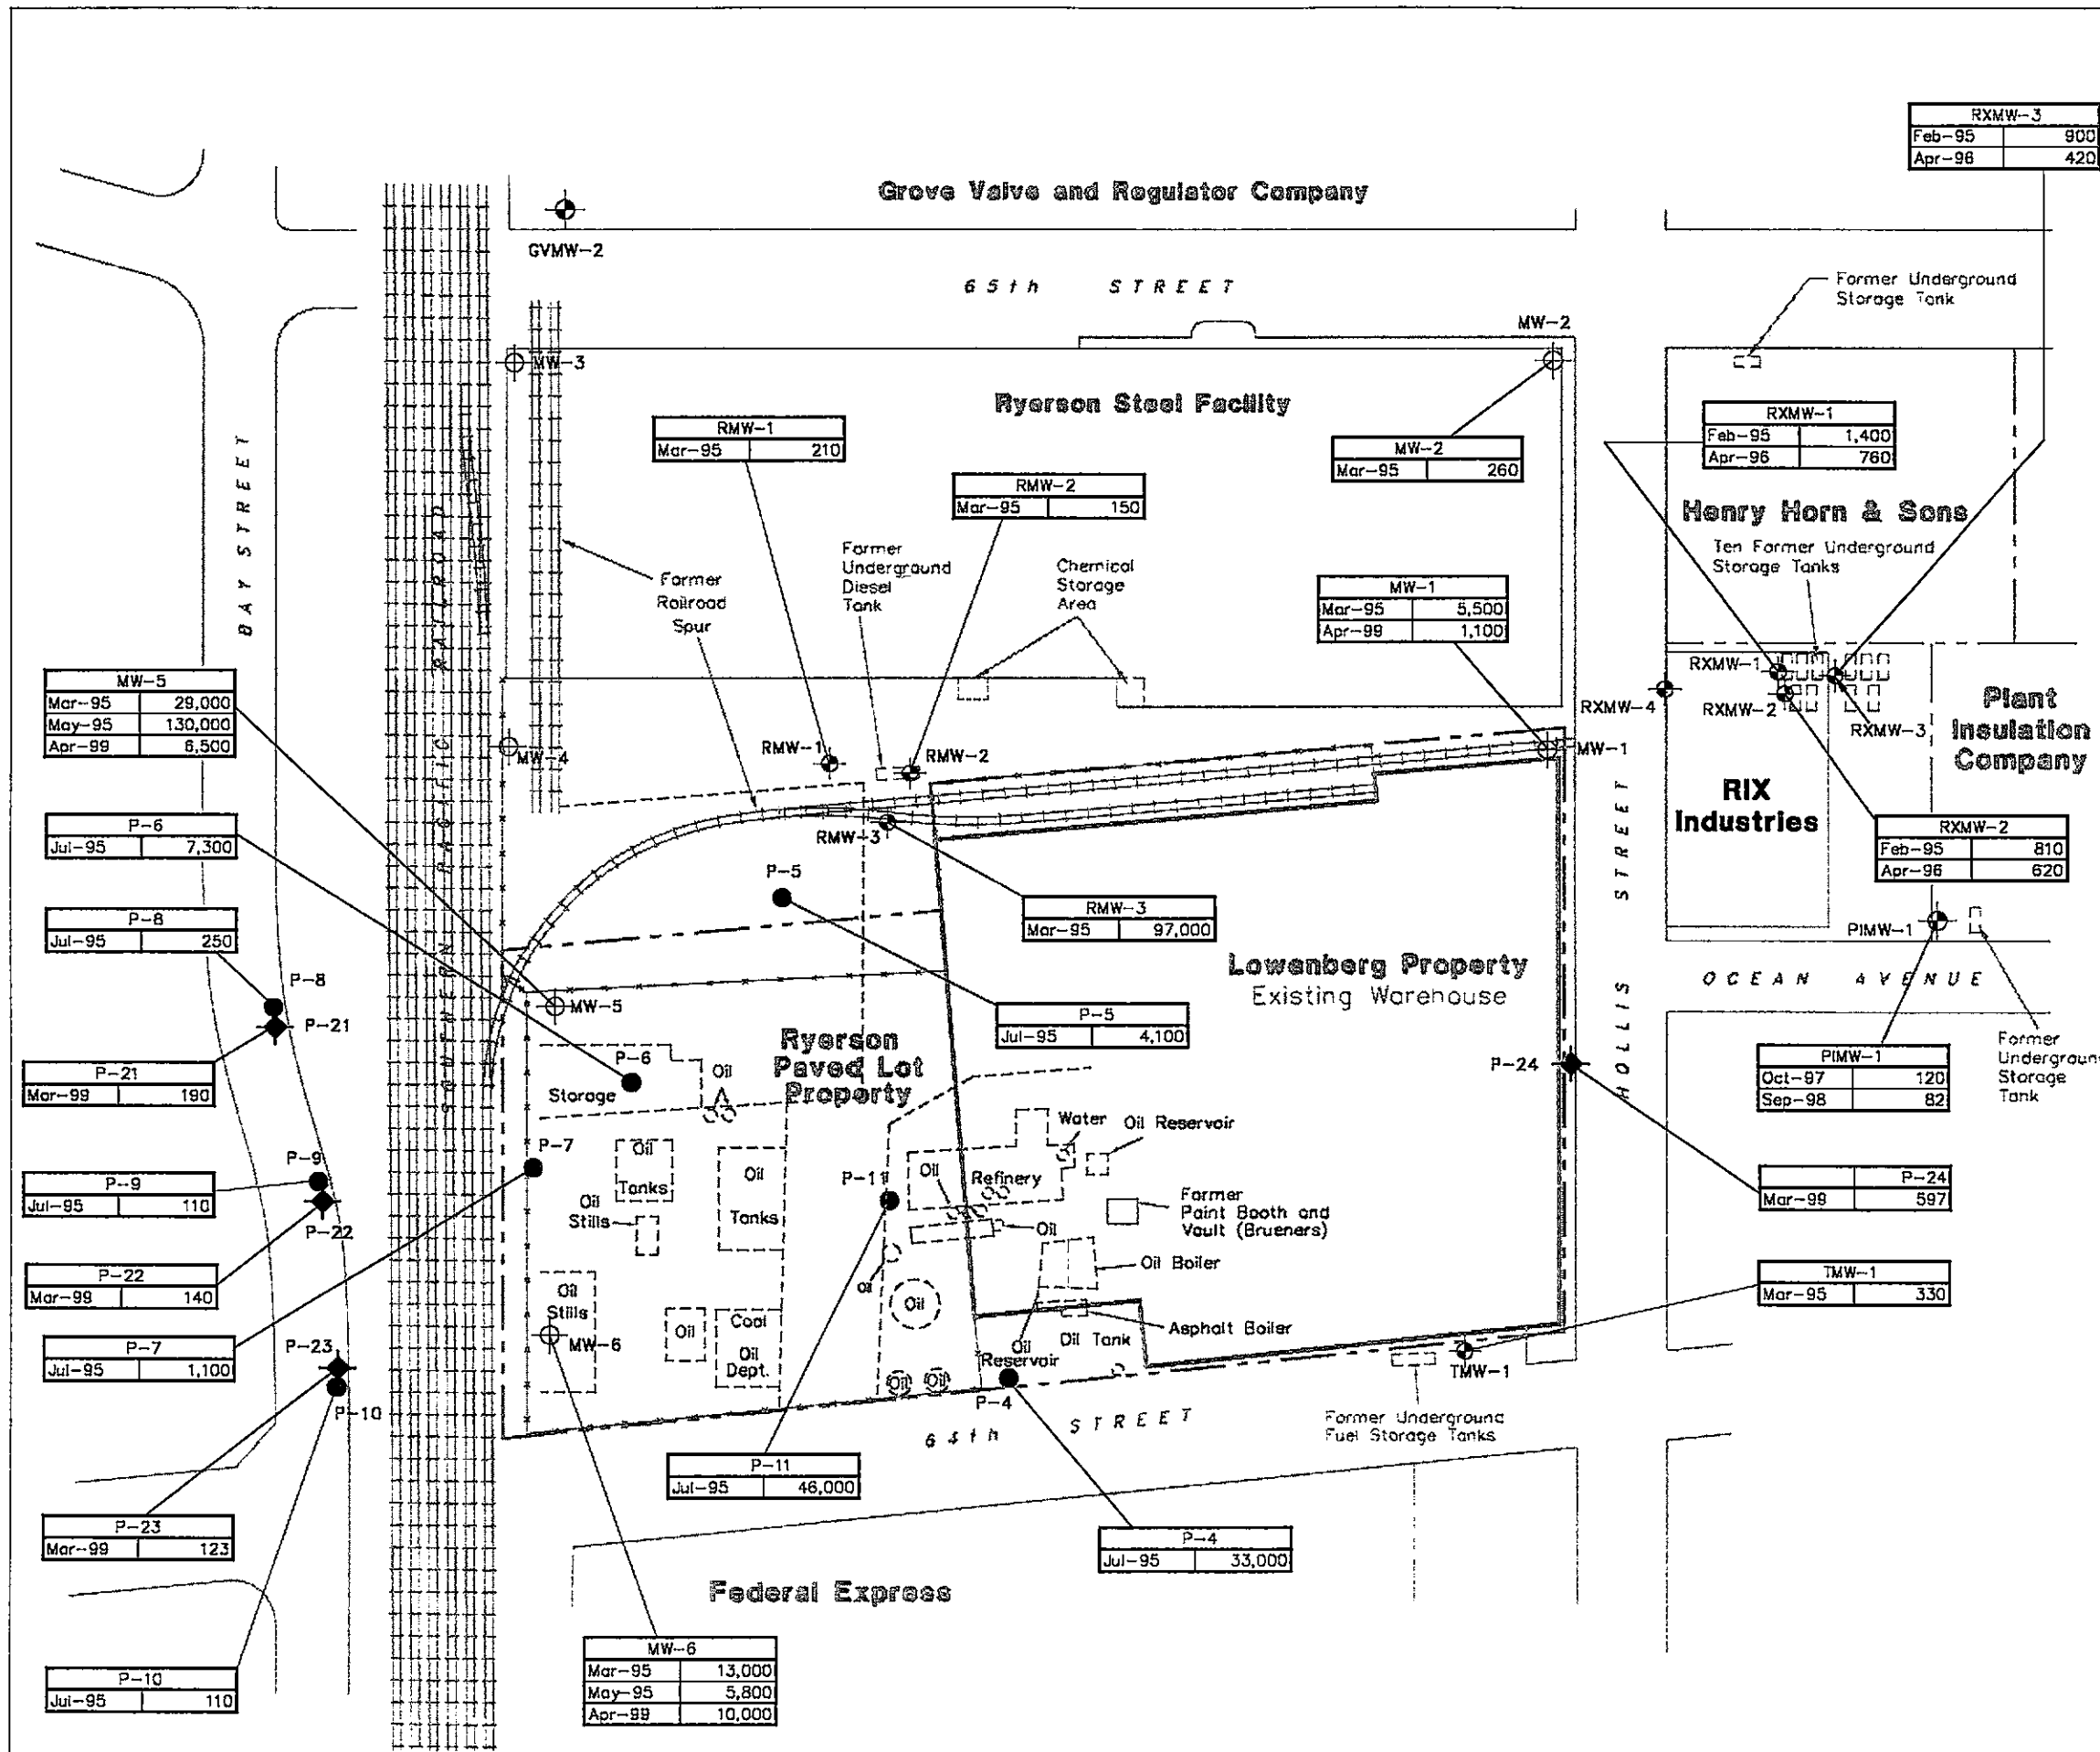 RXMW-3
Feb-95 900
Apr-96 420
Grove Valve and Regulator Company
GVMW-2
65th STREET
Former Underground
Storage Tank
MW-2
MW-3
Ryerson Steel Facility
RMW-1
Mar-95 210
RMW-2
Mar-95 150
MW-2
Mar-95 260
RXMW-1
Feb-95 1,400
Apr-96 760
Henry Horn & Sons
Ten Former Underground
Storage Tanks
BAY STREET
SOUTHERN PACIFIC RAILROAD
Former
Railroad
Spur
Former
Underground
Diesel
Tank
Chemical
Storage
Area
MW-1
Mar-95 5,500
Apr-99 1,100
MW-5
Mar-95 29,000
May-95 130,000
Apr-99 6,500
RXMW-1
RXMW-4
RXMW-2
RXMW-3
Plant
Insulation
Company
MW-4
RMW-1
RMW-2
MW-1
RIX
Industries
HOLLIS STREET
P-6
Jul-95 7,300
RMW-3
RXMW-2
Feb-95 810
Apr-96 620
P-5
RMW-3
Mar-95 97,000
P-8
Jul-95 250
PIMW-1
Lowenberg Property
Existing Warehouse
OCEAN AVENUE
P-8
P-21
MW-5
P-5
Jul-95 4,100
Ryerson
Paved Lot
Property
P-6
Storage
Oil
P-24
PIMW-1
Oct-97 120
Sep-98 82
Former
Underground
Storage
Tank
P-21
Mar-99 190
Water
Oil Reservoir
P-7
Oil
Tanks
Oil
Tanks
Oil
Stills
P-11
Oil
Refinery
Oil
Former
Paint Booth and
Vault (Brueners)
P-24
Mar-99 597
P-9
P-9
Jul-95 110
P-22
Oil Boiler
Oil
P-22
Mar-99 140
TMW-1
Mar-95 330
Oil
Stills
Oil
Oil
Coal
Oil
Dept.
Asphalt Boiler
Oil Tank
Oil
Reservoir
MW-6
P-7
Jul-95 1,100
P-23
P-10
Oil
Oil
P-4
TMW-1
64th STREET
Former Underground
Fuel Storage Tanks
P-11
Jul-95 46,000
P-23
Mar-99 123
P-4
Jul-95 33,000
Federal Express
MW-6
Mar-95 13,000
May-95 5,800
Apr-99 10,000
P-10
Jul-95 110